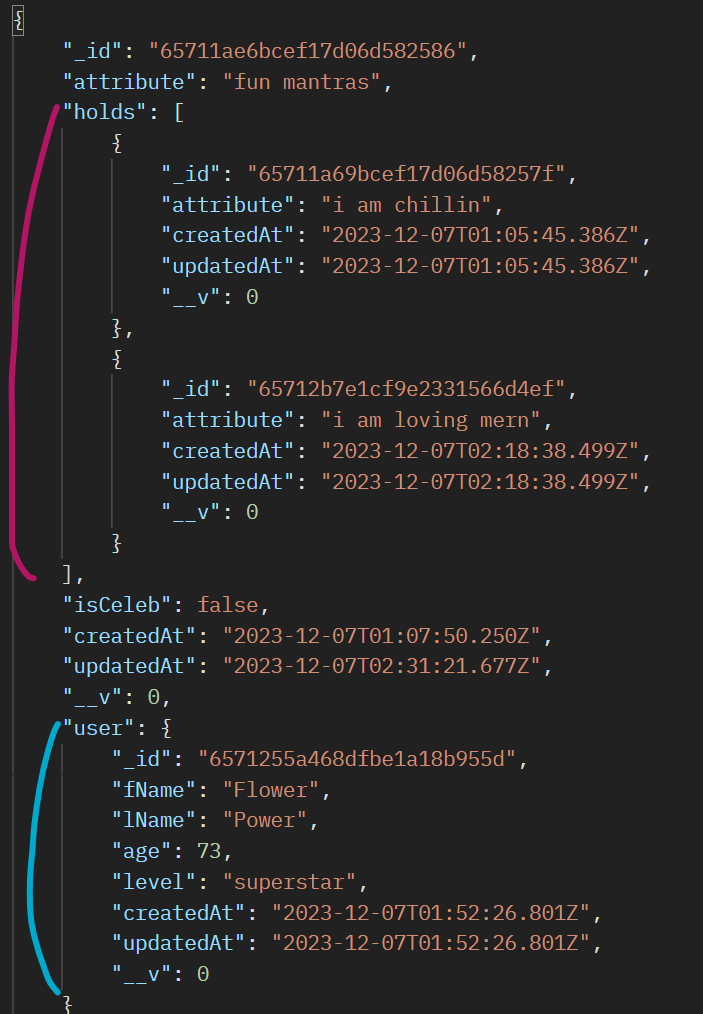 {
"_id": "65711ae6bcef17d06d582586",
"attribute": "fun mantras",
"holds": [
{
"_id": "65711a69bcef17d06d58257f",
"attribute": "i am chillin",
"createdAt": "2023-12-07T01:05:45.386Z",
"updatedAt": "2023-12-07T01:05:45.386Z",
"__v": 0
},
{
"_id": "65712b7e1cf9e2331566d4ef",
"attribute": "i am loving mern",
"createdAt": "2023-12-07T02:18:38.499Z",
"updatedAt": "2023-12-07T02:18:38.499Z",
"__v": 0
}
],
"isCeleb": false,
"createdAt": "2023-12-07T01:07:50.250Z",
"updatedAt": "2023-12-07T02:31:21.677Z",
"__v": 0,
"user": {
"_id": "6571255a468dfbe1a18b955d",
"fName": "Flower",
"lName": "Power",
"age": 73,
"level": "superstar",
"createdAt": "2023-12-07T01:52:26.801Z",
"updatedAt": "2023-12-07T01:52:26.801Z",
"__v": 0
}